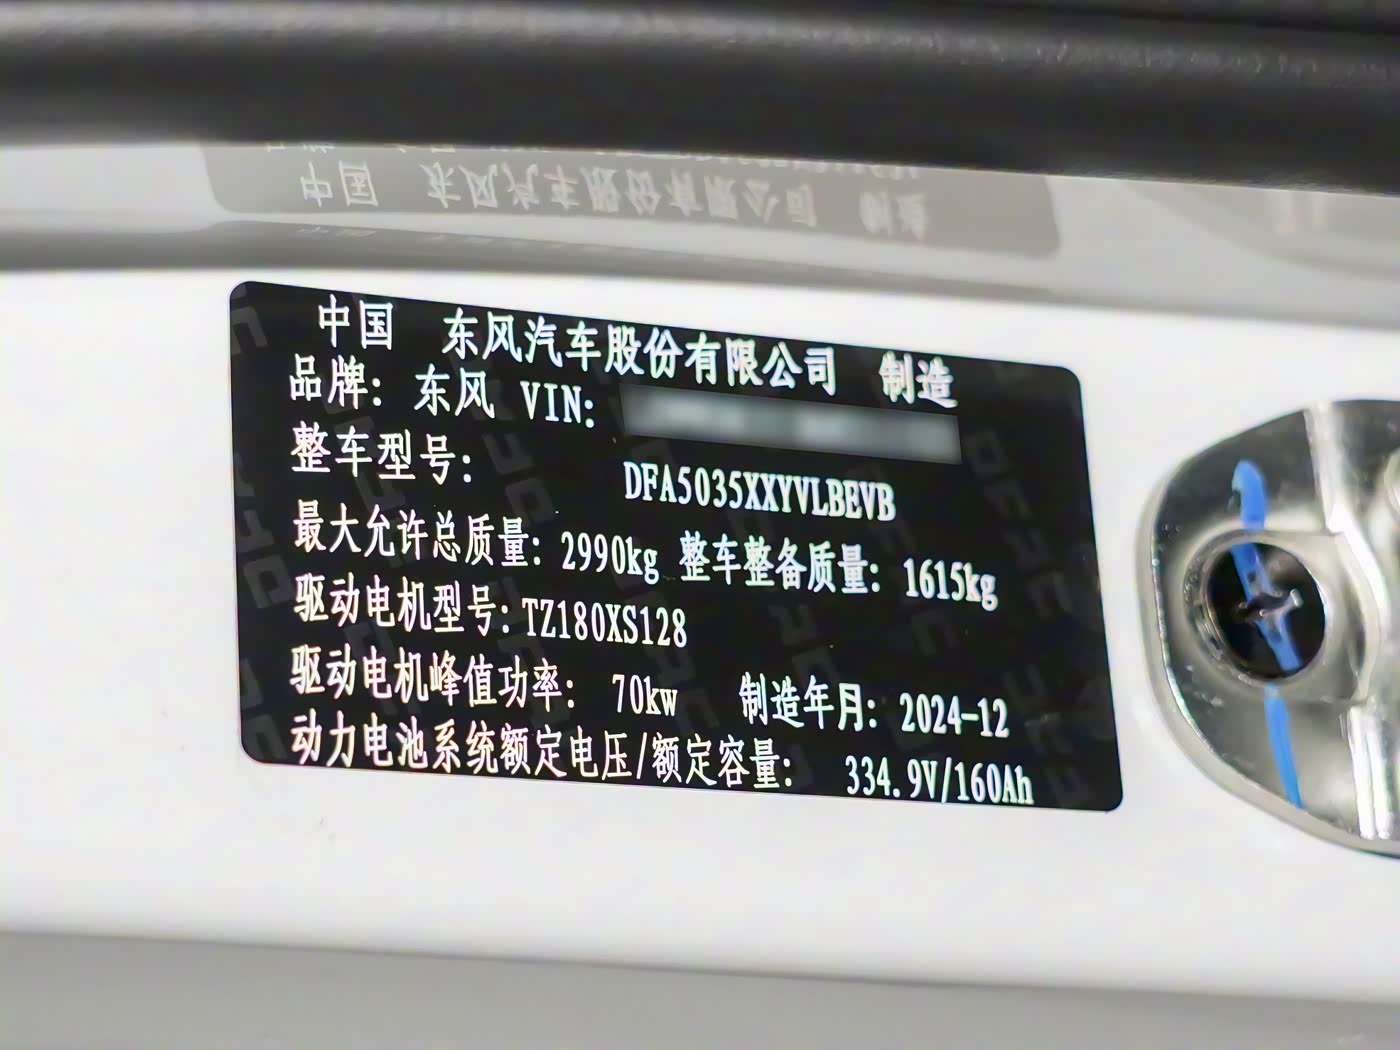 中国 东风汽车股份有限公司 制造
品牌: 东风 VIN:
整车型号: DFA5035XXYVLBEVB
最大允许总质量: 2990kg 整车整备质量: 1615kg
驱动电机型号: TZ180XS128
驱动电机峰值功率: 70kw 制造年月: 2024-12
动力电池系统额定电压/额定容量: 334.9V/160Ah